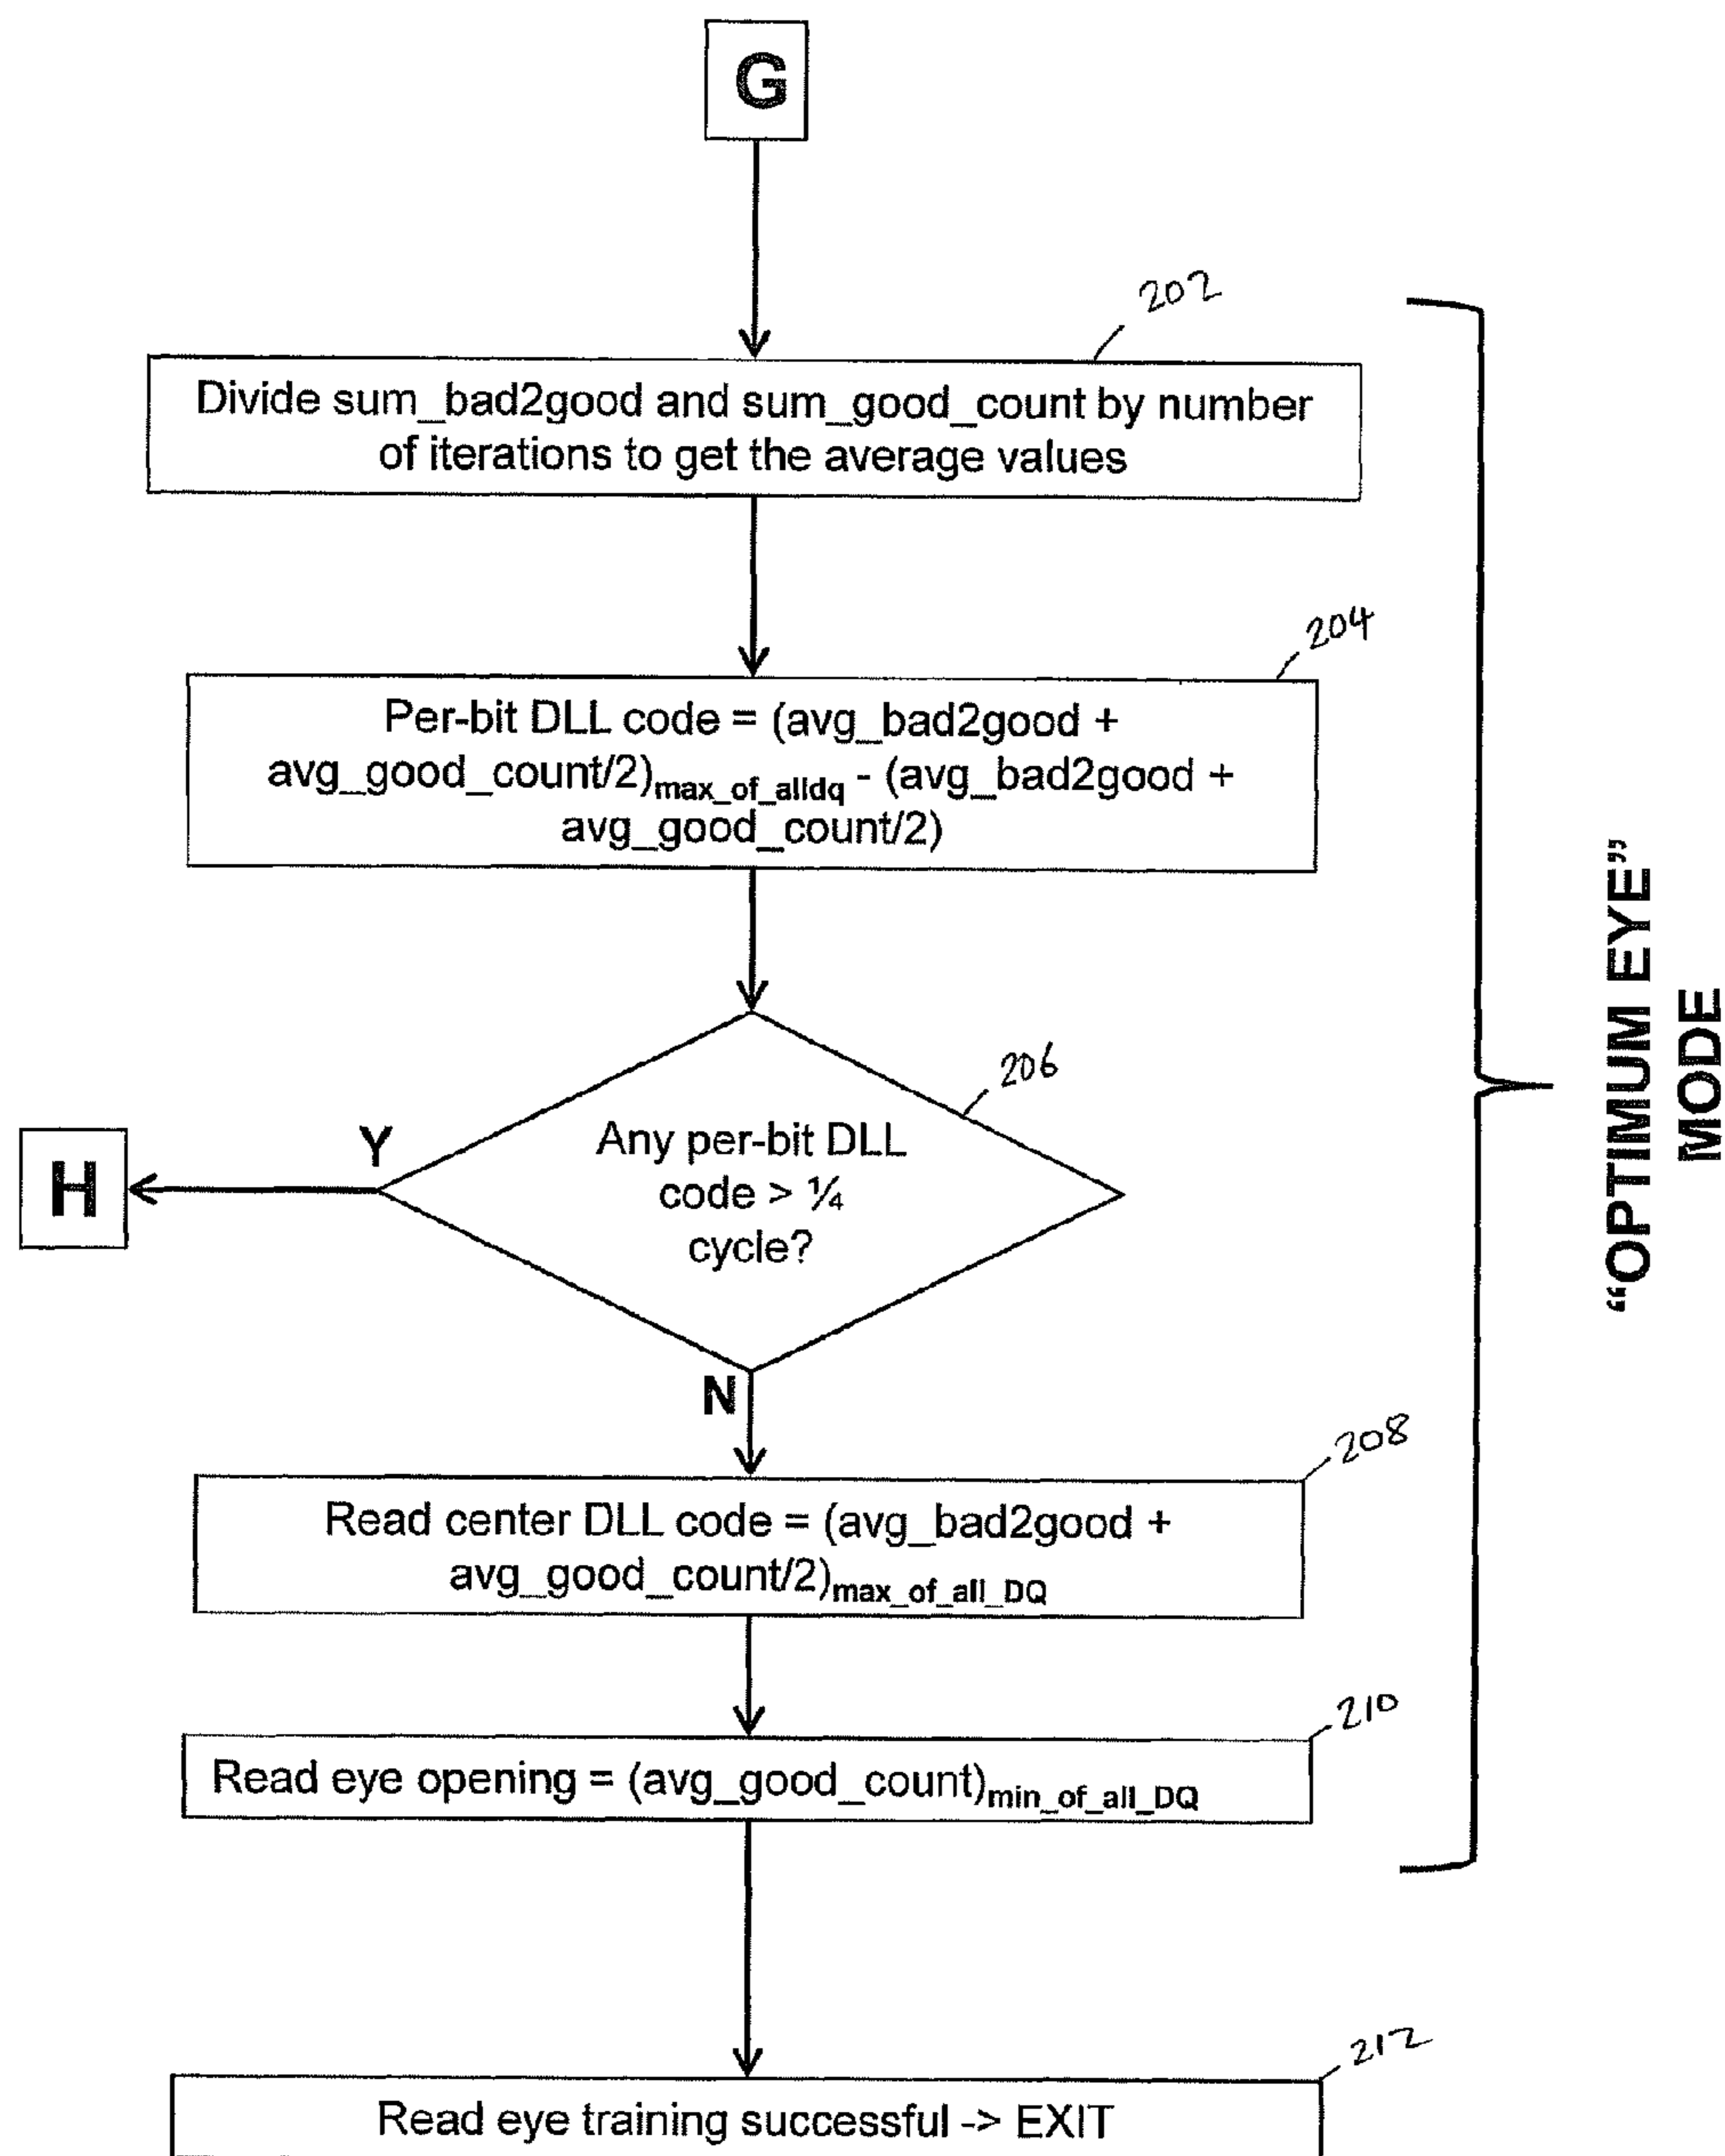 G
202
Divide sum_bad2good and sum_good_count by number
of iterations to get the average values
204
Per-bit DLL code = (avg_bad2good +
avg_good_count/2)max_of_alldq - (avg_bad2good +
avg_good_count/2)
206
Any per-bit DLL
code > ¼
cycle?
Y
H
N
208
Read center DLL code = (avg_bad2good +
avg_good_count/2)max_of_all_DQ
210
Read eye opening = (avg_good_count)min_of_all_DQ
212
Read eye training successful -> EXIT
“OPTIMUM EYE”
MODE